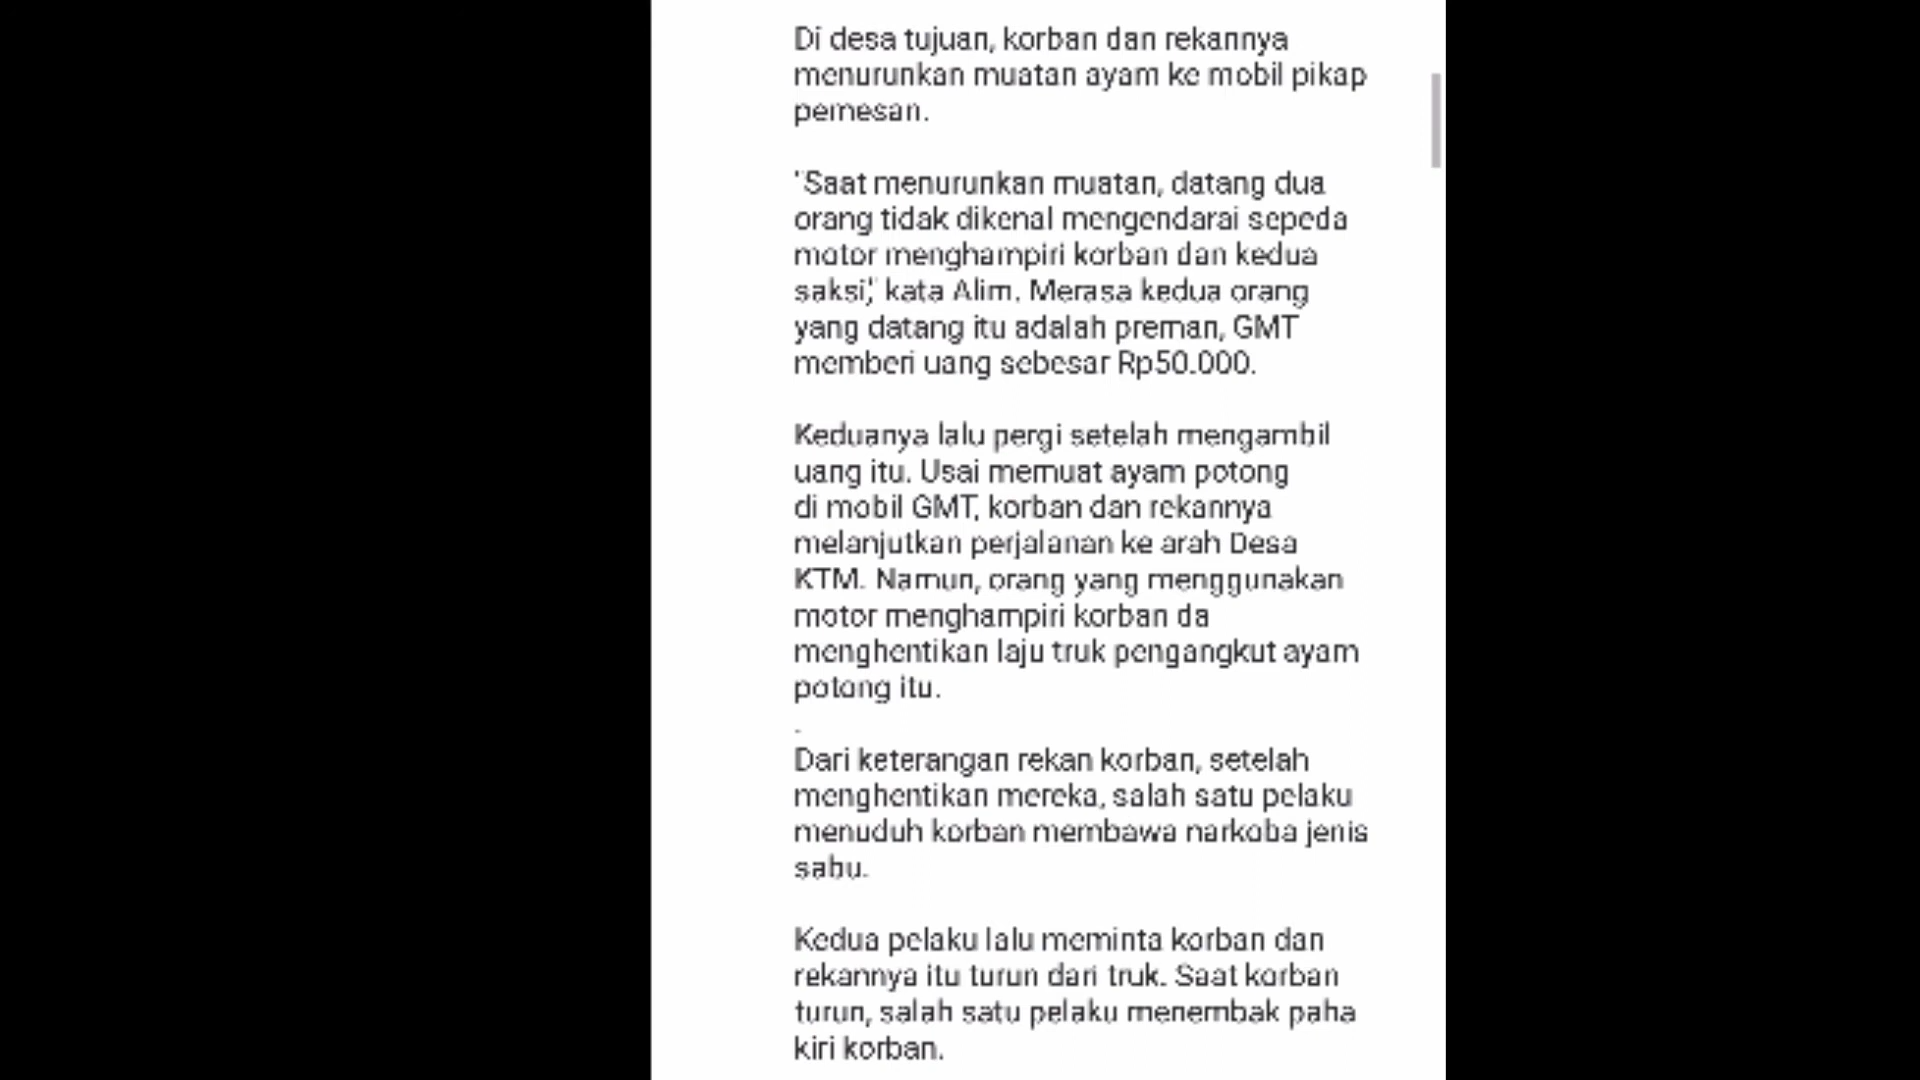 Di desa tujuan, korban dan rekannya
menurunkan muatan ayam ke mobil pikap
pemesan.
"Saat menurunkan muatan, datang dua
orang tidak dikenal mengendarai sepeda
motor menghampiri korban dan kedua
saksi," kata Alim. Merasa kedua orang
yang datang itu adalah preman, GMT
memberi uang sebesar Rp50.000.
Keduanya lalu pergi setelah mengambil
uang itu. Usai memuat ayam potong
di mobil GMT, korban dan rekannya
melanjutkan perjalanan ke arah Desa
KTM. Namun, orang yang menggunakan
motor menghampiri korban da
menghentikan laju truk pengangkut ayam
potong itu.
.
Dari keterangan rekan korban, setelah
menghentikan mereka, salah satu pelaku
menuduh korban membawa narkoba jenis
sabu.
Kedua pelaku lalu meminta korban dan
rekannya itu turun dari truk. Saat korban
turun, salah satu pelaku menembak paha
kiri korban.